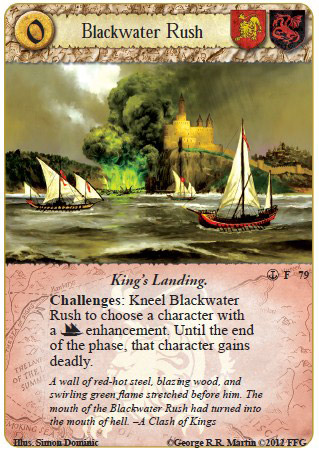 0
Blackwater Rush
King's Landing.
F 79
Challenges: Kneel Blackwater
Rush to choose a character with
a enhancement. Until the end
of the phase, that character gains
deadly.
A wall of red-hot steel, blazing wood, and
swirling green flame stretched before him. The
mouth of the Blackwater Rush had turned into
the mouth of hell. –A Clash of Kings
Illus. Simon Dominic
©George R.R. Martin ©2012 FFG